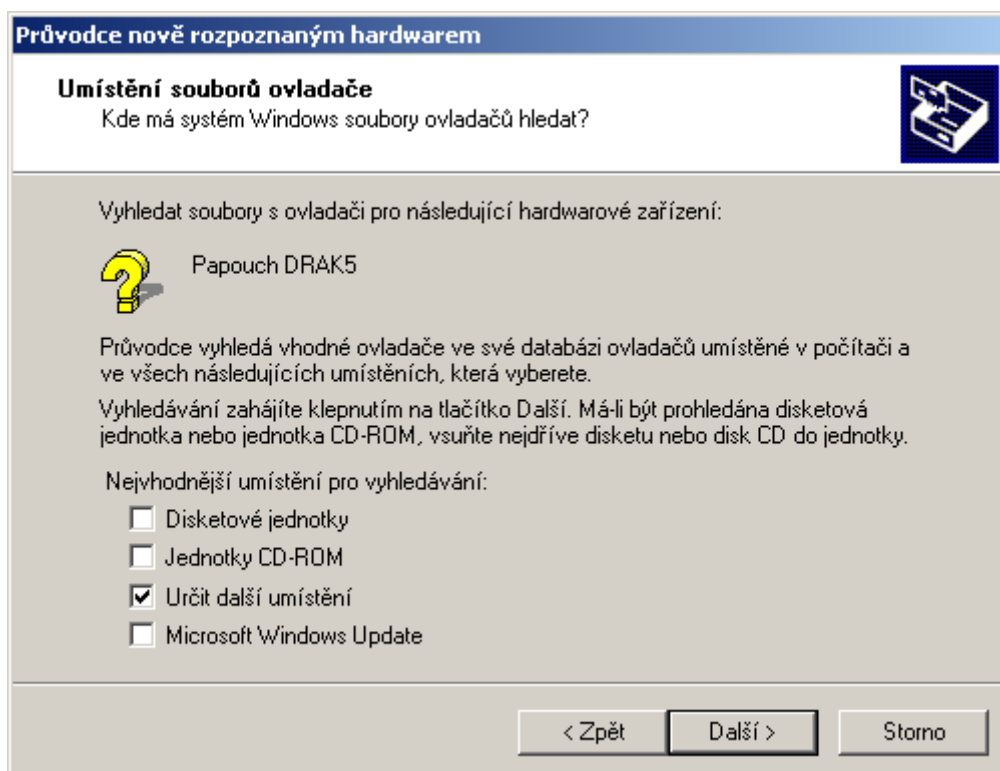 Průvodce nově rozpoznaným hardwarem
Umístění souborů ovladače
Kde má systém Windows soubory ovladačů hledat?
Vyhledat soubory s ovladači pro následující hardwarové zařízení:
Papouch DRAK5
Průvodce vyhledá vhodné ovladače ve své databázi ovladačů umístěné v počítači a
ve všech následujících umístěních, která vyberete.
Vyhledávání zahájíte klepnutím na tlačítko Další. Má-li být prohledána disketová
jednotka nebo jednotka CD-ROM, vsuňte nejdříve disketu nebo disk CD do jednotky.
Nejvhodnější umístění pro vyhledávání:
Disketové jednotky
Jednotky CD-ROM
Určit další umístění
Microsoft Windows Update
< Zpět
Další >
Storno